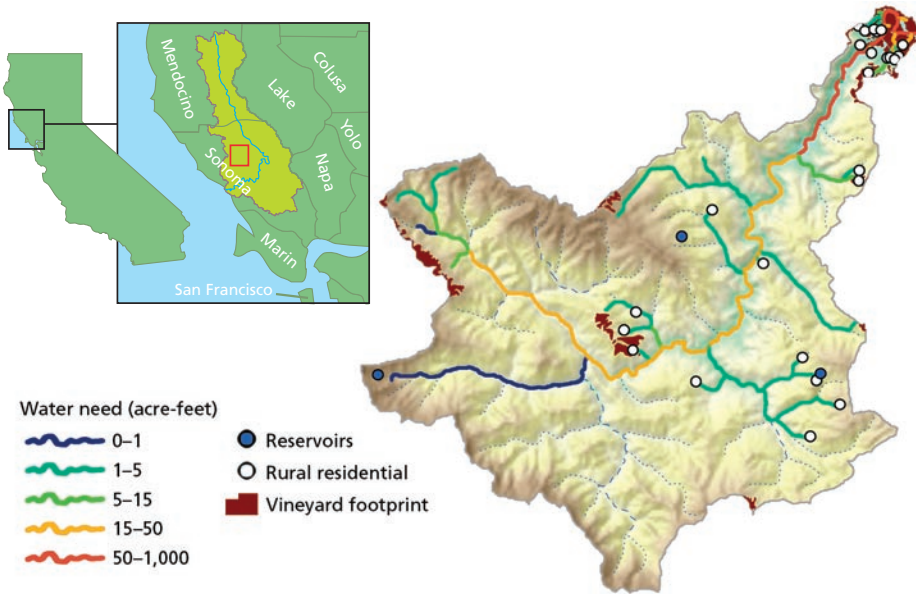 Mendocino
Lake
Colusa
Yolo
Sonoma
Napa
Marin
San Francisco
Water need (acre-feet)
0–1
1–5
5–15
15–50
50–1,000
Reservoirs
Rural residential
Vineyard footprint